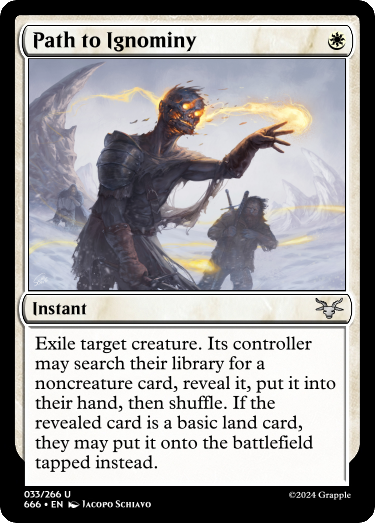 Path to Ignominy
Instant
Exile target creature. Its controller
may search their library for a
noncreature card, reveal it, put it into
their hand, then shuffle. If the
revealed card is a basic land card,
they may put it onto the battlefield
tapped instead.
033/266 U
666 • EN Jacopo Schiavo
©2024 Grapple